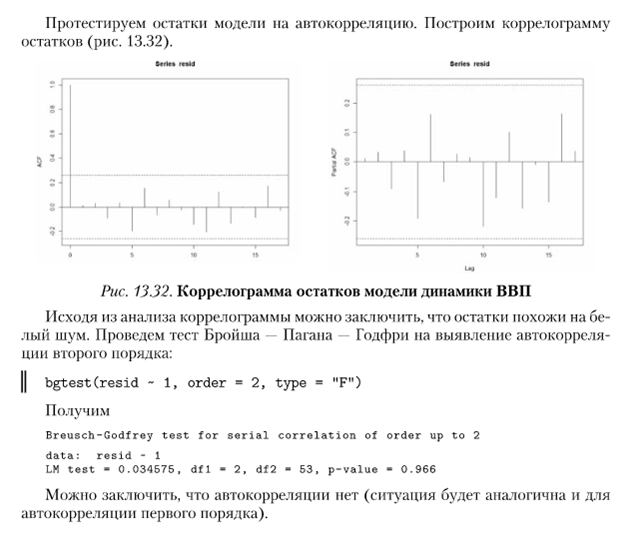 Протестируем остатки модели на автокорреляцию. Построим коррелограмму
остатков (рис. 13.32).
Series resid
Series resid
ACF
1.0
0.8
0.6
0.4
0.2
0.0
-0.2
0 5 10 15
Partial ACF
0.2
0.1
0.0
-0.1
-0.2
5 10 15
Lag
Рис. 13.32. Коррелограмма остатков модели динамики ВВП
Исходя из анализа коррелограммы можно заключить, что остатки похожи на бе-
лый шум. Проведем тест Бройша — Пагана — Годфри на выявление автокорреля-
ции второго порядка:
bgtest(resid ~ 1, order = 2, type = "F")
Получим
Breusch-Godfrey test for serial correlation of order up to 2
data: resid ~ 1
LM test = 0.034575, df1 = 2, df2 = 53, p-value = 0.966
Можно заключить, что автокорреляции нет (ситуация будет аналогична и для
автокорреляции первого порядка).